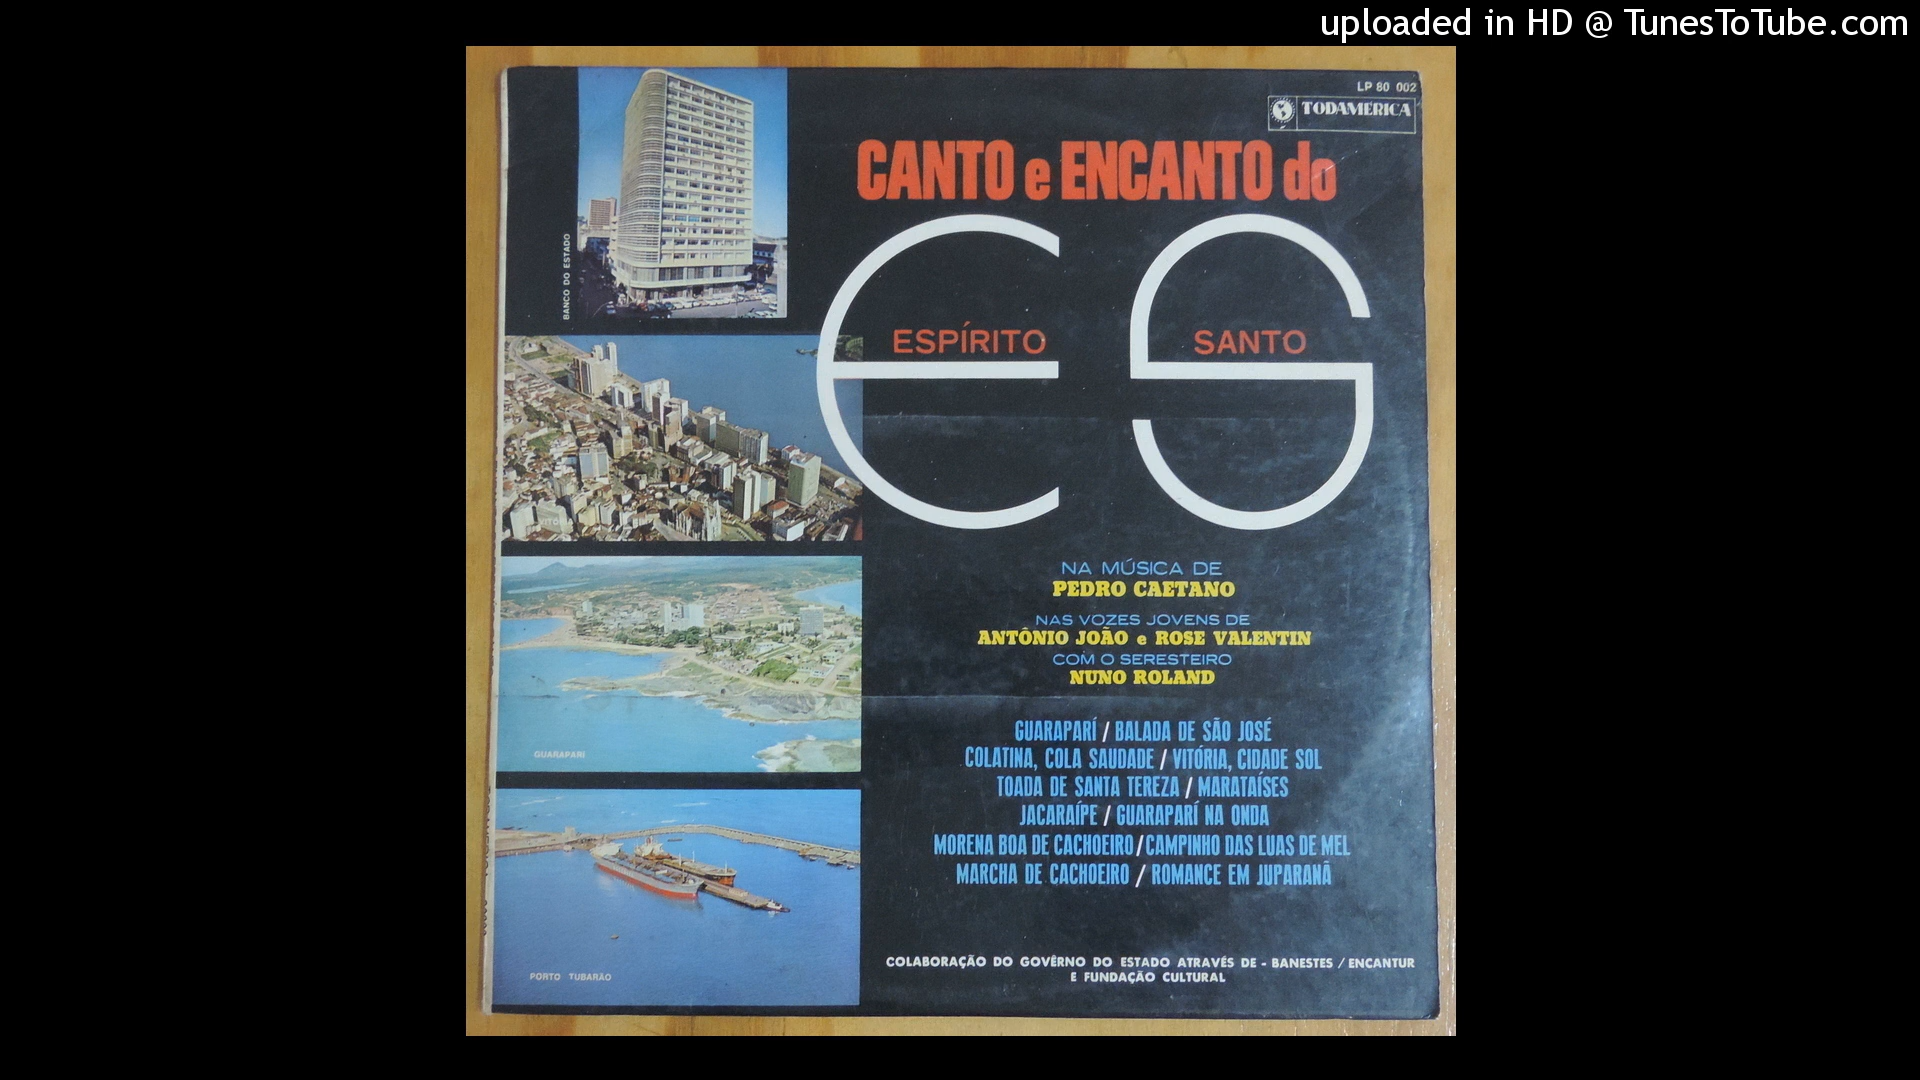 uploaded in HD @ TunesToTube.com
LP 80 002
TODAMERICA
CANTO e ENCANTO do
ES
ESPÍRITO SANTO
BANCO DO ESTADO
VITÓRIA
NA MÚSICA DE
PEDRO CAETANO
NAS VOZES JOVENS DE
ANTÔNIO JOÃO e ROSE VALENTIN
COM O SERESTEIRO
NUNO ROLAND
GUARAPARI
GUARAPARÍ / BALADA DE SÃO JOSÉ
COLATINA, COLA SAUDADE / VITÓRIA, CIDADE SOL
TOADA DE SANTA TEREZA / MARATAÍSES
JACARAÍPE / GUARAPARÍ NA ONDA
MORENA BOA DE CACHOEIRO / CAMPINHO DAS LUAS DE MEL
MARCHA DE CACHOEIRO / ROMANCE EM JUPARANÃ
PORTO TUBARÃO
COLABORAÇÃO DO GOVÊRNO DO ESTADO ATRAVÉS DE - BANESTES / ENCANTUR
E FUNDAÇÃO CULTURAL